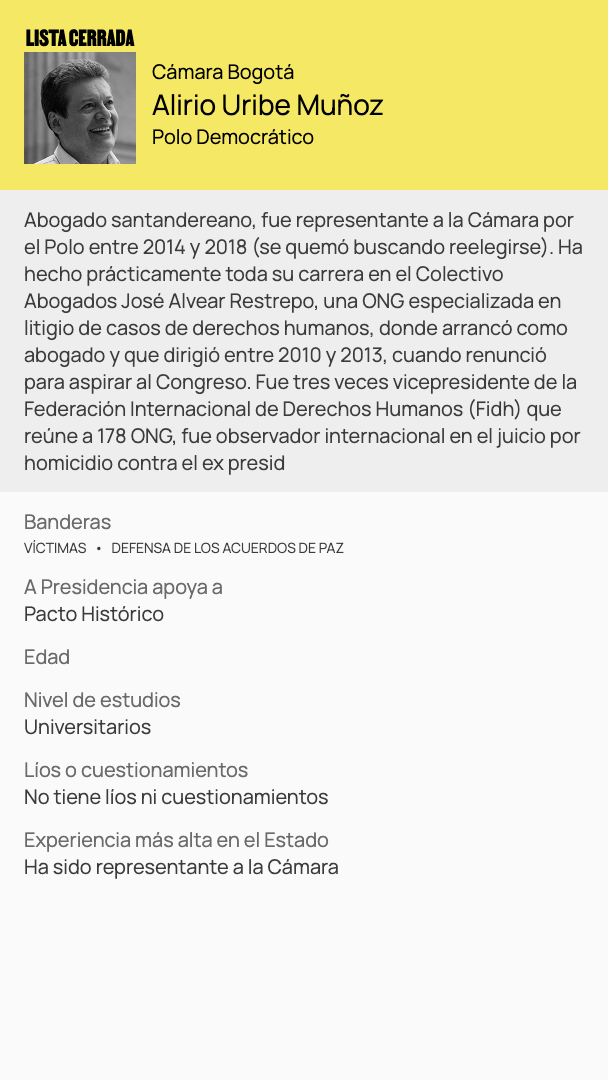 LISTA CERRADA
Cámara Bogotá
Alirio Uribe Muñoz
Polo Democrático
Abogado santandereano, fue representante a la Cámara por
el Polo entre 2014 y 2018 (se quemó buscando reelegirse). Ha
hecho prácticamente toda su carrera en el Colectivo
Abogados José Alvear Restrepo, una ONG especializada en
litigio de casos de derechos humanos, donde arrancó como
abogado y que dirigió entre 2010 y 2013, cuando renunció
para aspirar al Congreso. Fue tres veces vicepresidente de la
Federación Internacional de Derechos Humanos (Fidh) que
reúne a 178 ONG, fue observador internacional en el juicio por
homicidio contra el ex presid
Banderas
VÍCTIMAS • DEFENSA DE LOS ACUERDOS DE PAZ
A Presidencia apoya a
Pacto Histórico
Edad
Nivel de estudios
Universitarios
Líos o cuestionamientos
No tiene líos ni cuestionamientos
Experiencia más alta en el Estado
Ha sido representante a la Cámara